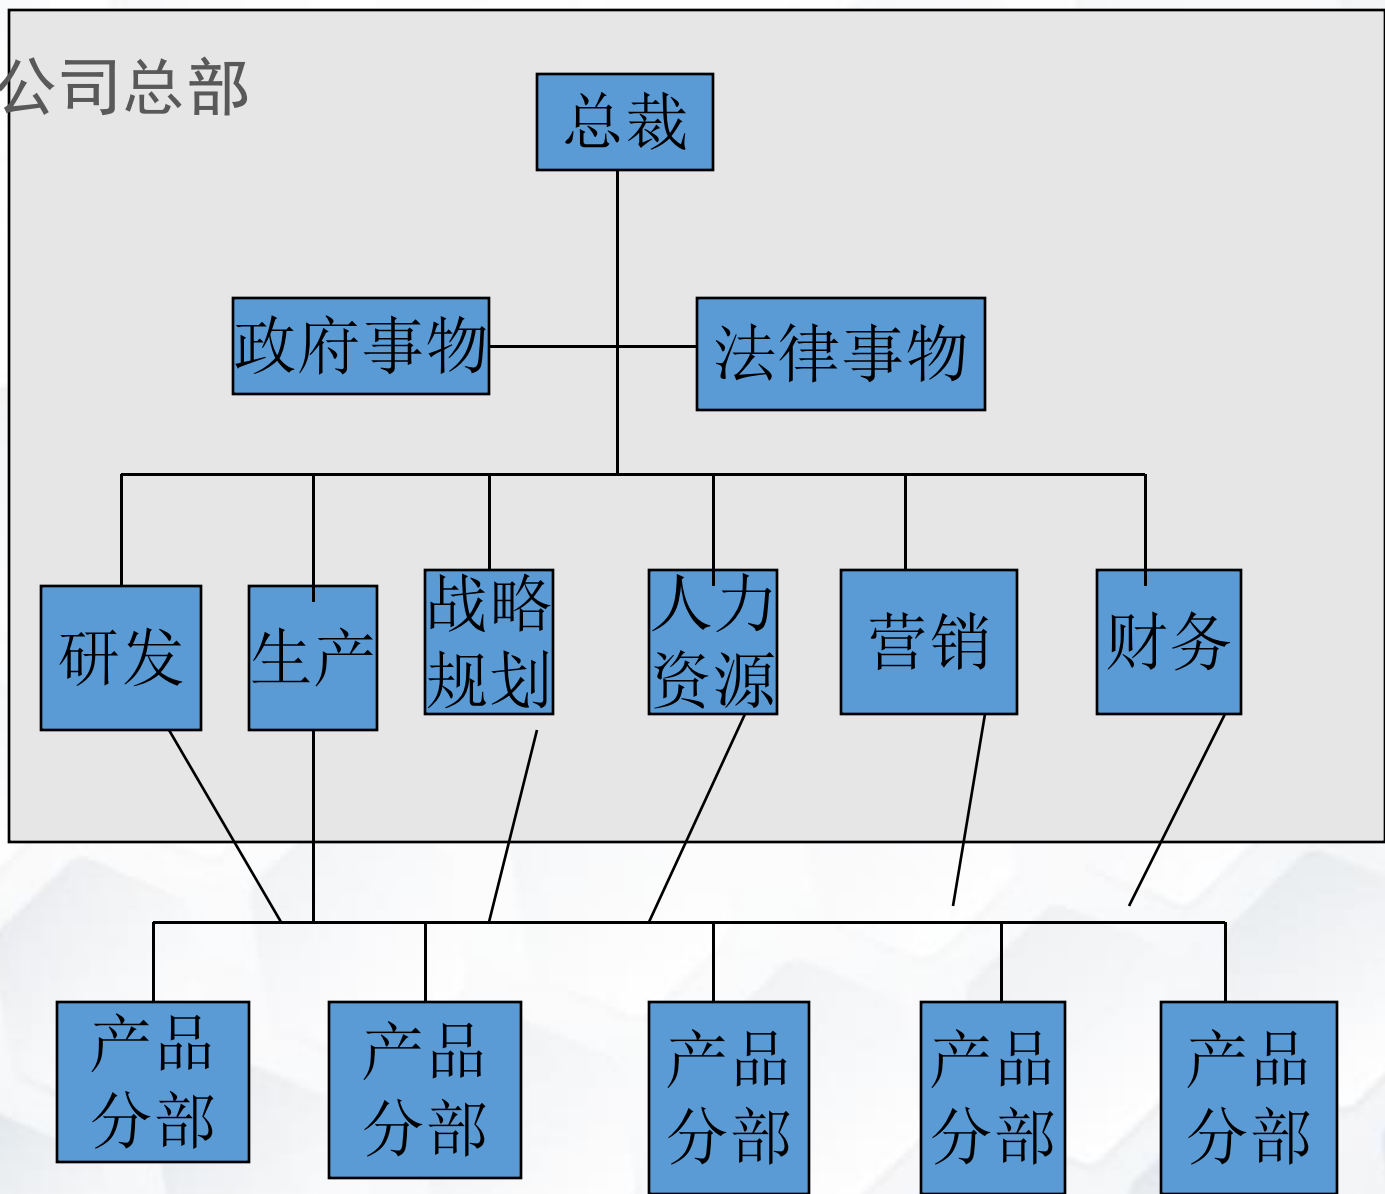 公司总部
总裁
政府事物
法律事物
研发
生产
战略
规划
人力
资源
营销
财务
产品
分部
产品
分部
产品
分部
产品
分部
产品
分部